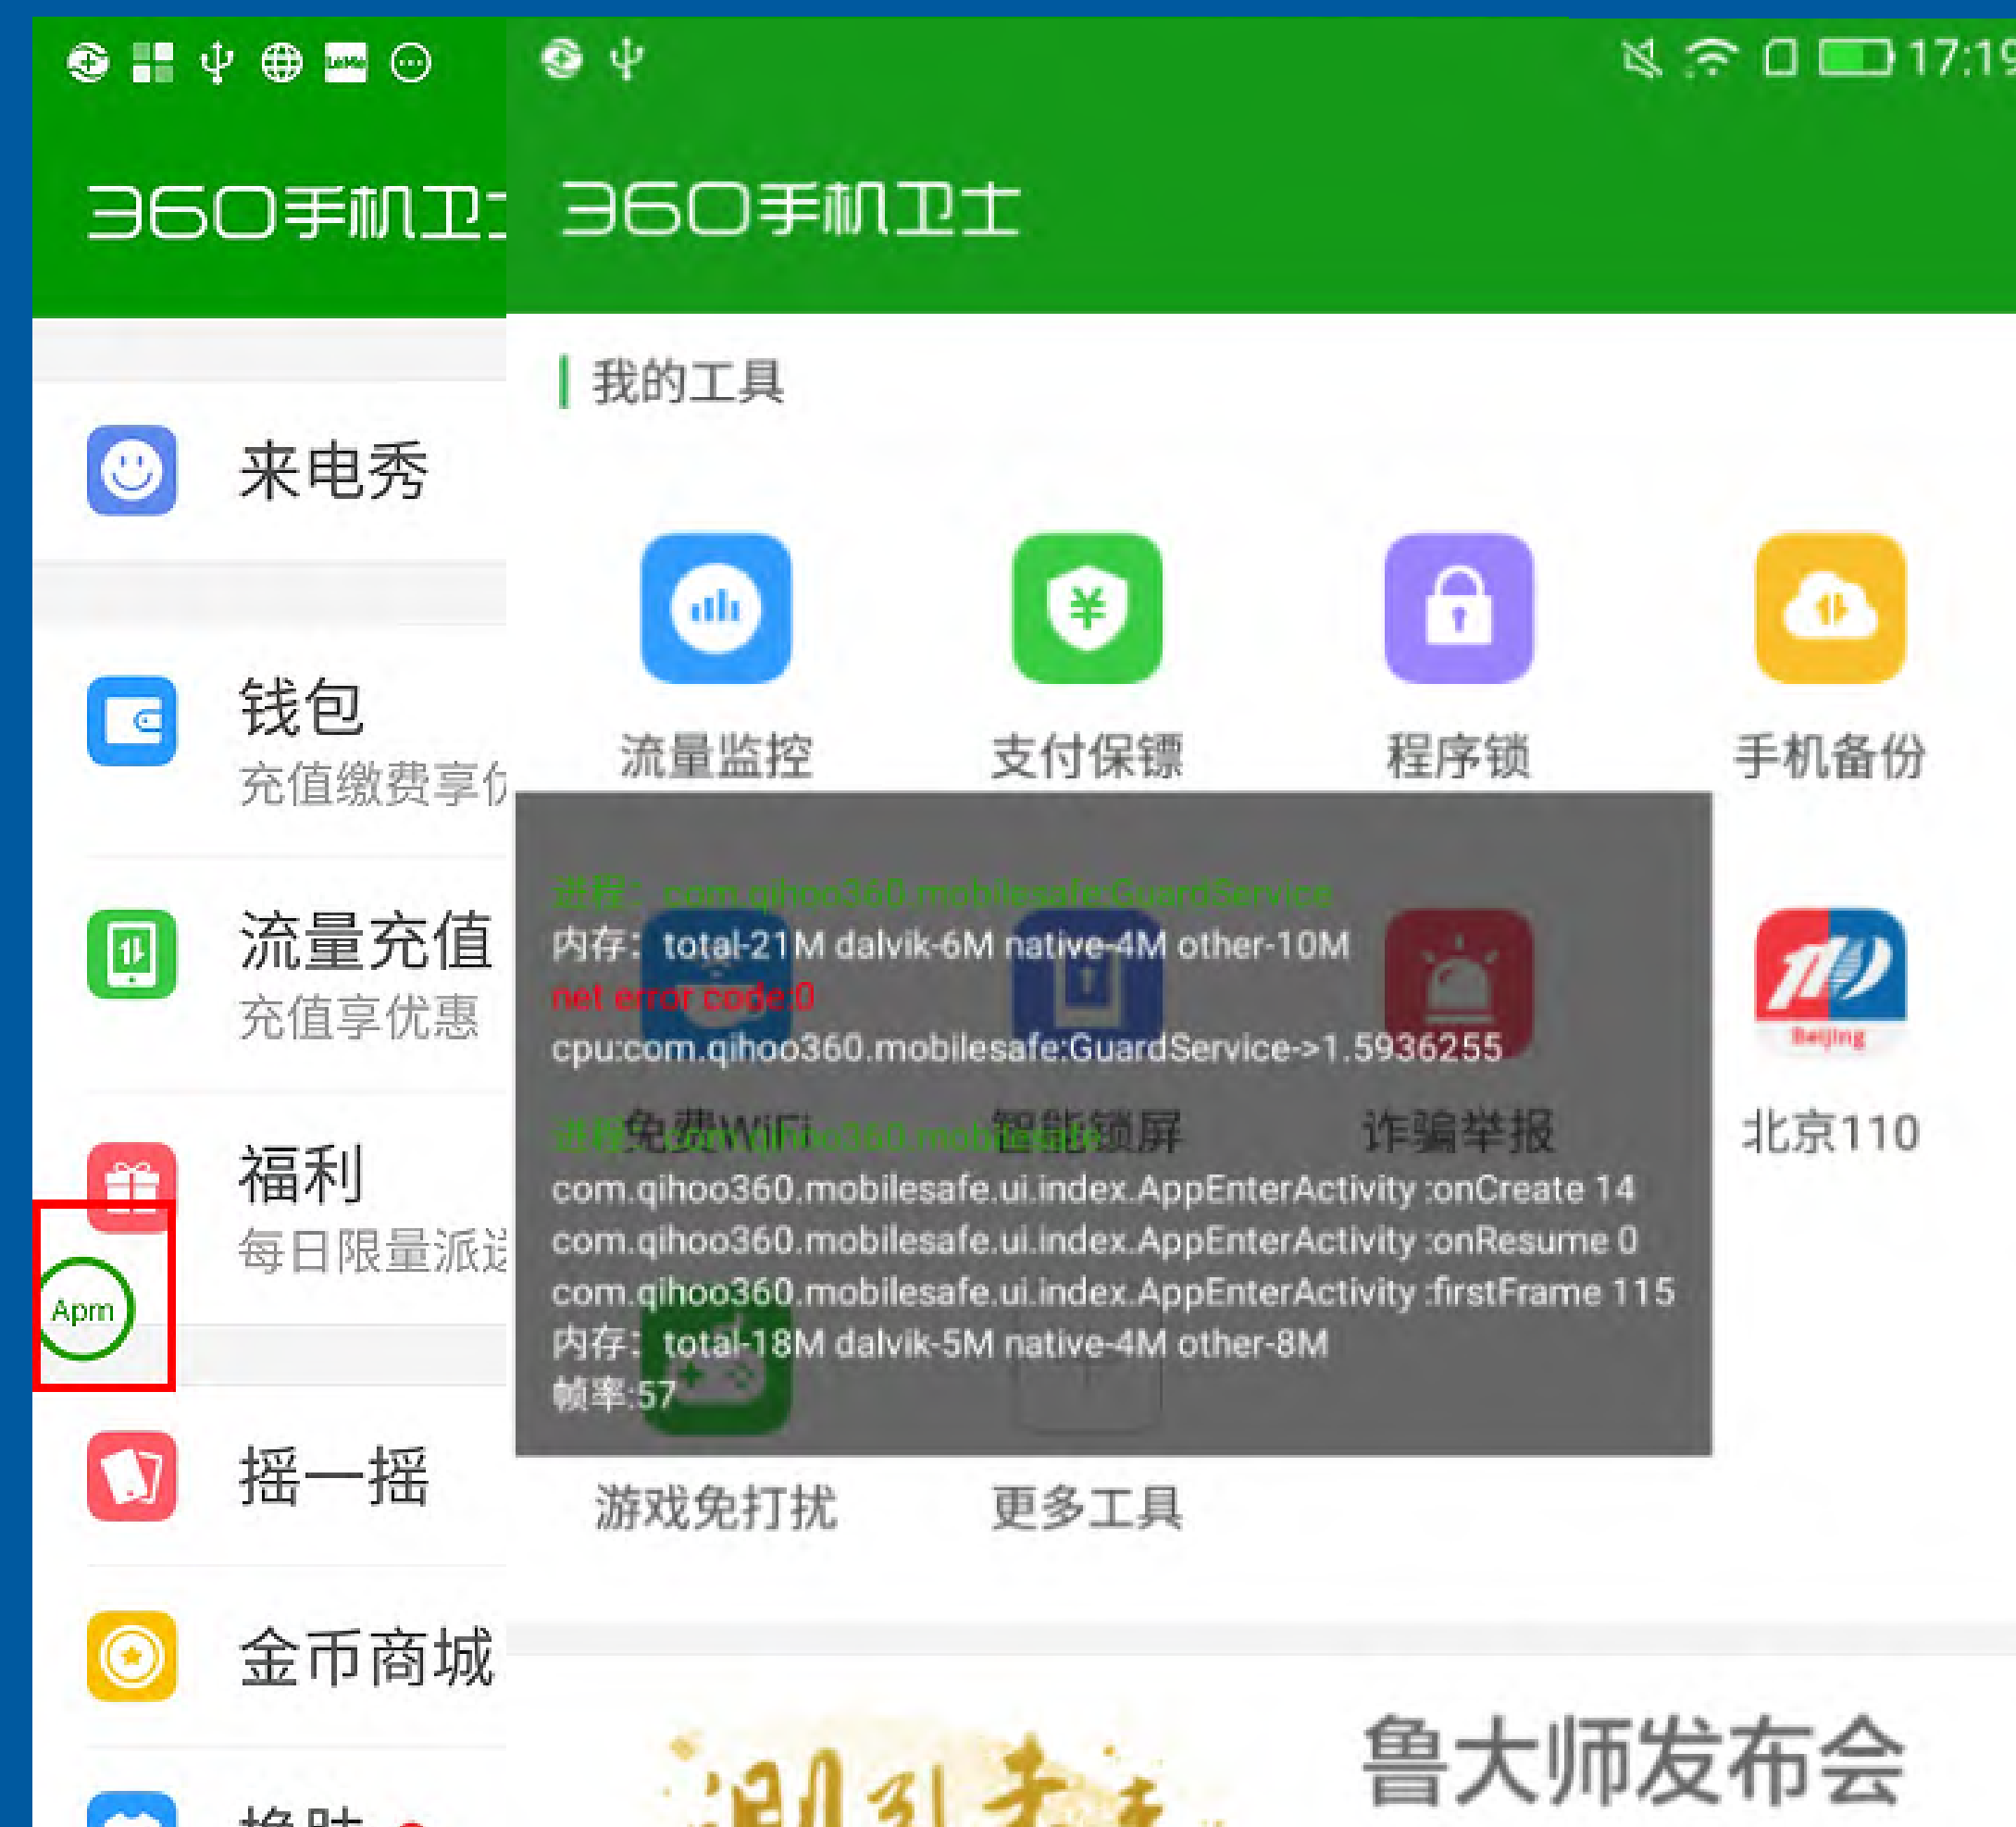 LeMe
360手机卫
来电秀
钱包
充值缴费享
流量充值
充值享优惠
福利
每日限量派送
Apm
摇一摇
金币商城
17:19
360手机卫士
我的工具
流量监控 支付保镖 程序锁 手机备份
进程：com.qihoo360.mobilesafe:GuardService
内存：total-21M dalvik-6M native-4M other-10M
net error code:0
cpu:com.qihoo360.mobilesafe:GuardService->1.5936255
Beijing
免费WiFi 智能锁屏 诈骗举报 北京110
进程：com.qihoo360.mobilesafe
com.qihoo360.mobilesafe.ui.index.AppEnterActivity :onCreate 14
com.qihoo360.mobilesafe.ui.index.AppEnterActivity :onResume 0
com.qihoo360.mobilesafe.ui.index.AppEnterActivity :firstFrame 115
内存：total-18M dalvik-5M native-4M other-8M
帧率:57
游戏免打扰 更多工具
鲁大师发布会